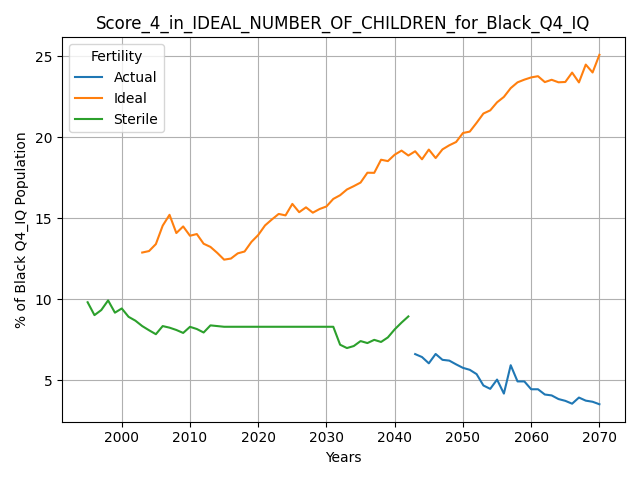 Score_4_in_IDEAL_NUMBER_OF_CHILDREN_for_Black_Q4_IQ
Fertility
Actual
Ideal
Sterile
% of Black Q4_IQ Population
25
20
15
10
5
2000 2010 2020 2030 2040 2050 2060 2070
Years